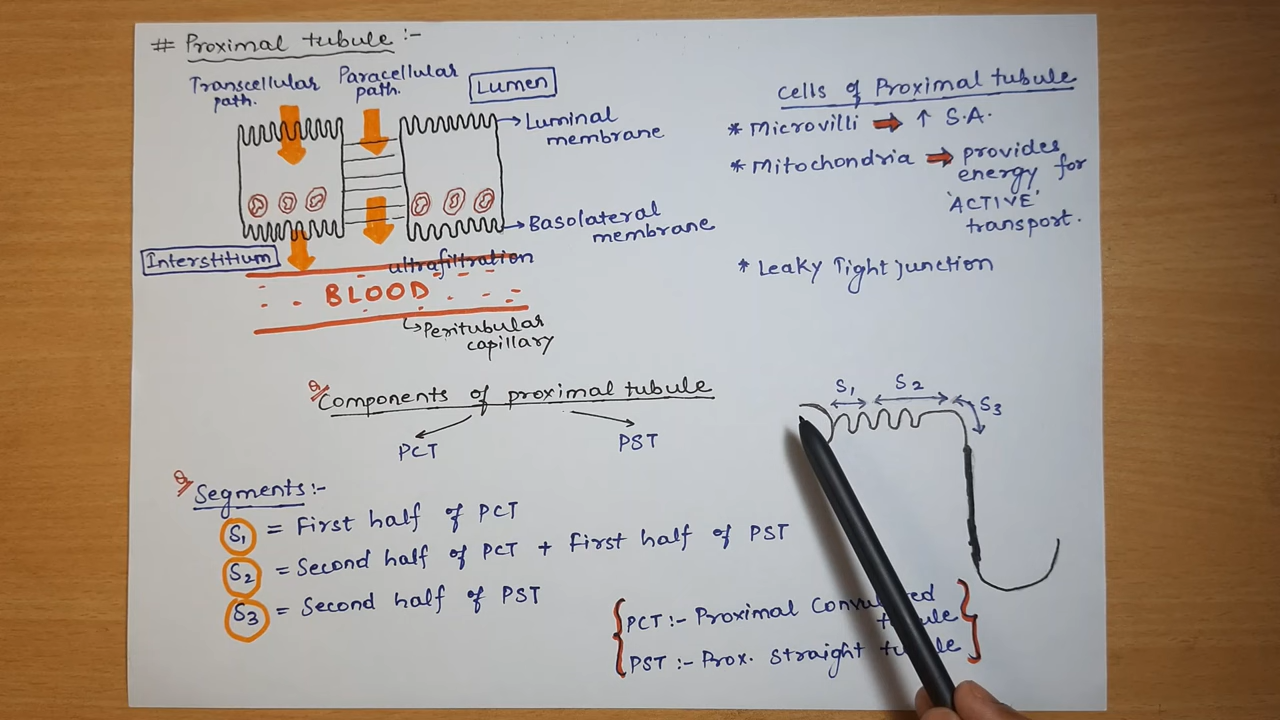 # Proximal tubule :-
Transcellular path.
Paracellular path.
Lumen
Luminal membrane
Basolateral membrane
Interstitium
ultrafiltration
BLOOD
Peritubular capillary
Cells of Proximal tubule
* Microvilli → ↑ S.A.
* Mitochondria → provides
energy for
'ACTIVE'
transport.
* Leaky Tight junction
Q Components of proximal tubule
PCT
PST
S1
S2
S3
Q Segments :-
S1 = First half of PCT
S2 = Second half of PCT + First half of PST
S3 = Second half of PST
PCT :- Proximal
PST :- Prox. Straight